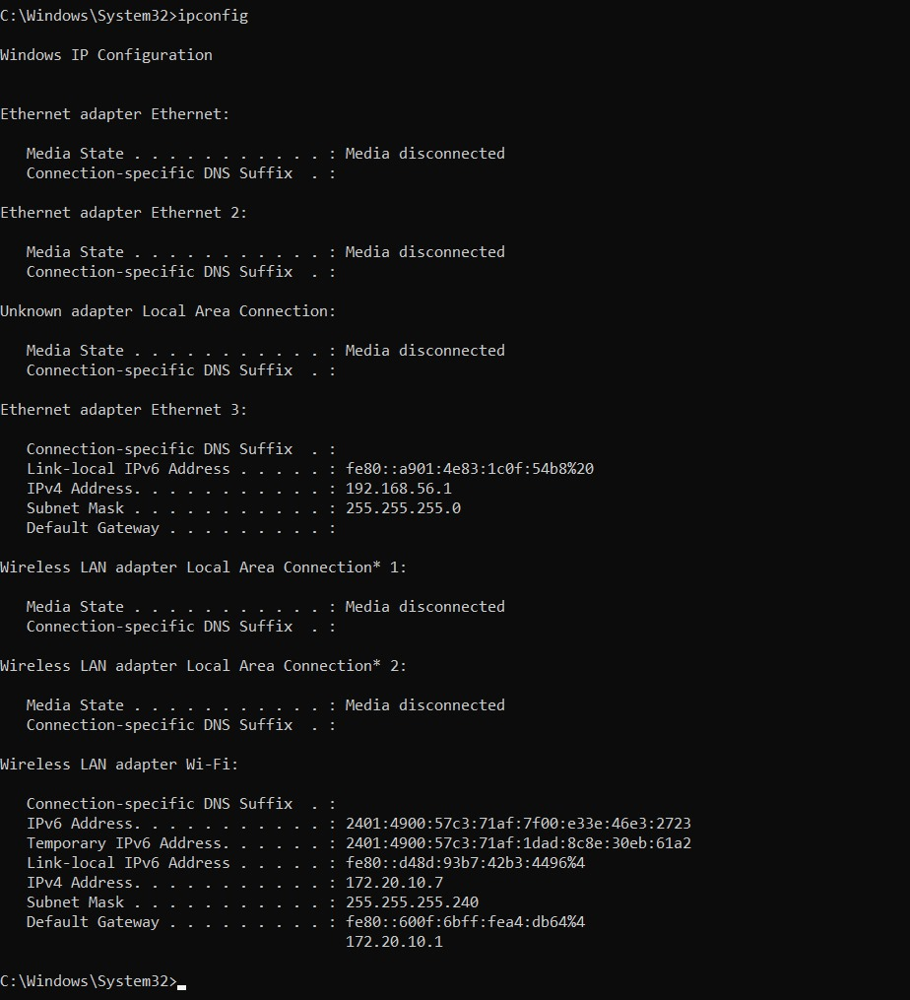 C:\Windows\System32>ipconfig
Windows IP Configuration
Ethernet adapter Ethernet:
   Media State . . . . . . . . . . . : Media disconnected
   Connection-specific DNS Suffix  . :
Ethernet adapter Ethernet 2:
   Media State . . . . . . . . . . . : Media disconnected
   Connection-specific DNS Suffix  . :
Unknown adapter Local Area Connection:
   Media State . . . . . . . . . . . : Media disconnected
   Connection-specific DNS Suffix  . :
Ethernet adapter Ethernet 3:
   Connection-specific DNS Suffix  . :
   Link-local IPv6 Address . . . . . : fe80::a901:4e83:1c0f:54b8%20
   IPv4 Address. . . . . . . . . . . : 192.168.56.1
   Subnet Mask . . . . . . . . . . . : 255.255.255.0
   Default Gateway . . . . . . . . . :
Wireless LAN adapter Local Area Connection* 1:
   Media State . . . . . . . . . . . : Media disconnected
   Connection-specific DNS Suffix  . :
Wireless LAN adapter Local Area Connection* 2:
   Media State . . . . . . . . . . . : Media disconnected
   Connection-specific DNS Suffix  . :
Wireless LAN adapter Wi-Fi:
   Connection-specific DNS Suffix  . :
   IPv6 Address. . . . . . . . . . . : 2401:4900:57c3:71af:7f00:e33e:46e3:2723
   Temporary IPv6 Address. . . . . . : 2401:4900:57c3:71af:1dad:8c8e:30eb:61a2
   Link-local IPv6 Address . . . . . : fe80::d48d:93b7:42b3:4496%4
   IPv4 Address. . . . . . . . . . . : 172.20.10.7
   Subnet Mask . . . . . . . . . . . : 255.255.255.240
   Default Gateway . . . . . . . . . : fe80::600f:6bff:fea4:db64%4
                                       172.20.10.1
C:\Windows\System32>